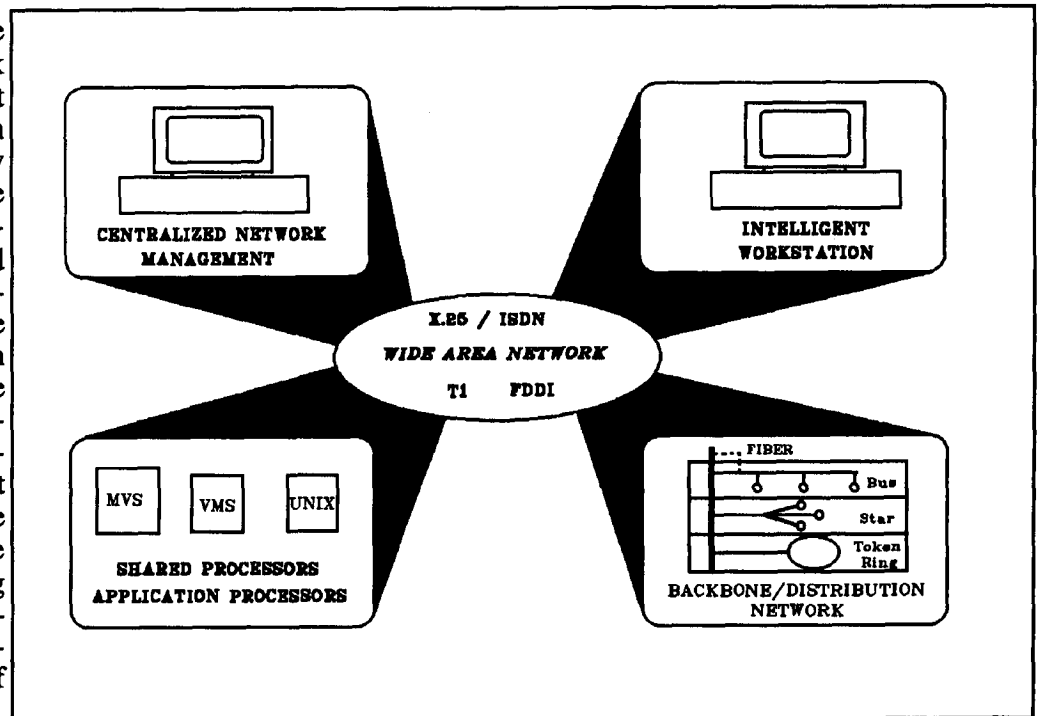 CENTRALIZED NETWORK
MANAGEMENT
INTELLIGENT
WORKSTATION
X.25 / ISDN
WIDE AREA NETWORK
T1 FDDI
MVS
VMS
UNIX
SHARED PROCESSORS
APPLICATION PROCESSORS
FIBER
Bus
Star
Token
Ring
BACKBONE/DISTRIBUTION
NETWORK